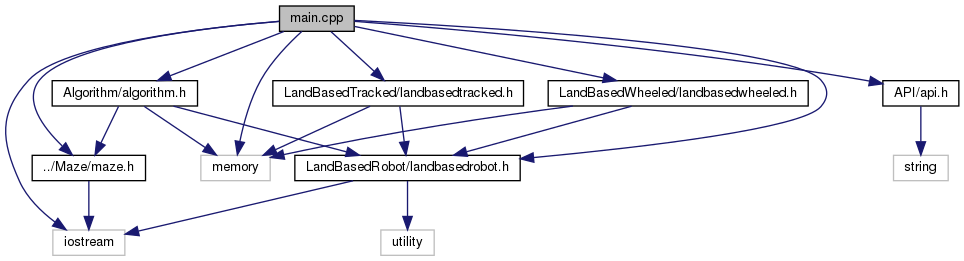 main.cpp
Algorithm/algorithm.h
LandBasedTracked/landbasedtracked.h
LandBasedWheeled/landbasedwheeled.h
API/api.h
../Maze/maze.h
memory
LandBasedRobot/landbasedrobot.h
string
iostream
utility